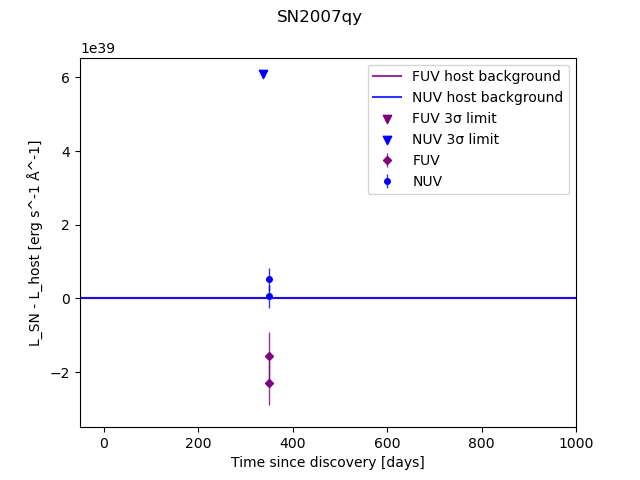 SN2007qy
1e39
L_SN - L_host [erg s^-1 Å^-1]
6
4
2
0
−2
0 200 400 600 800 1000
Time since discovery [days]
FUV host background
NUV host background
FUV 3σ limit
NUV 3σ limit
FUV
NUV